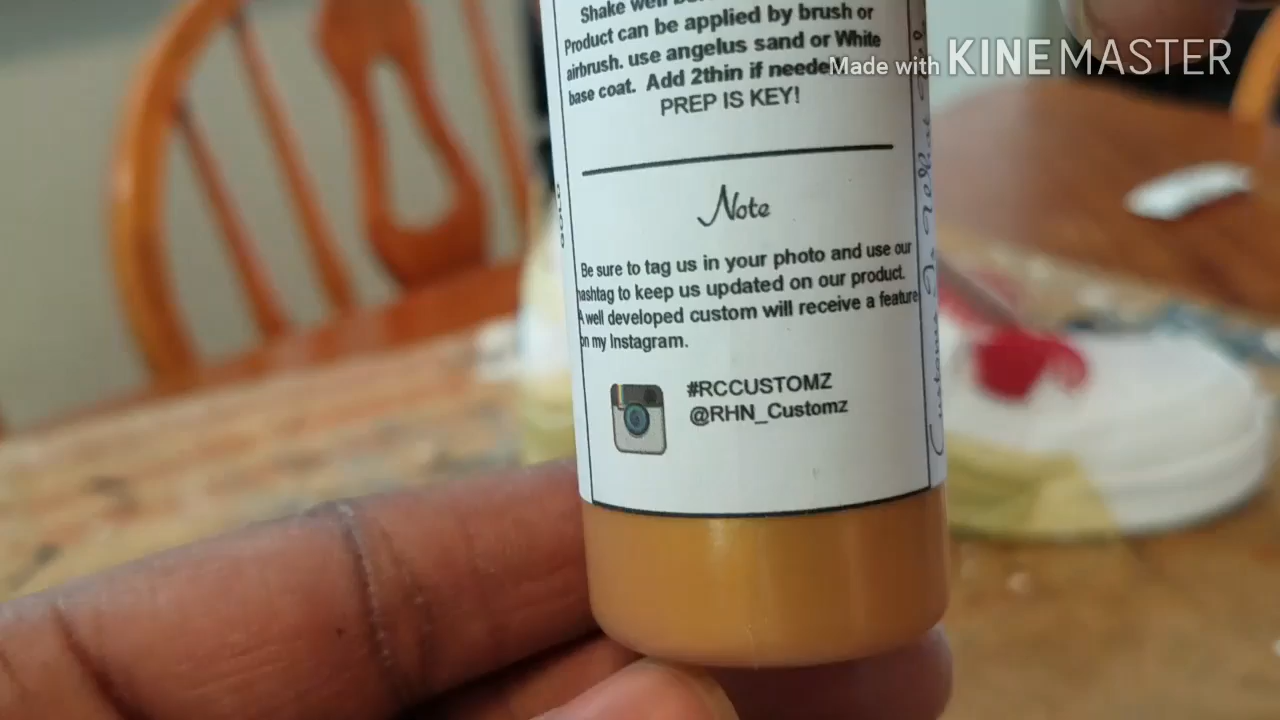 Shake well
Product can be applied by brush or
airbrush. use angelus sand or White
base coat. Add 2thin if needed
PREP IS KEY!
Note
Be sure to tag us in your photo and use our
hashtag to keep us updated on our product.
A well developed custom will receive a feature
on my Instagram.
#RCCUSTOMZ
@RHN_Customz
Made with KINEMASTER